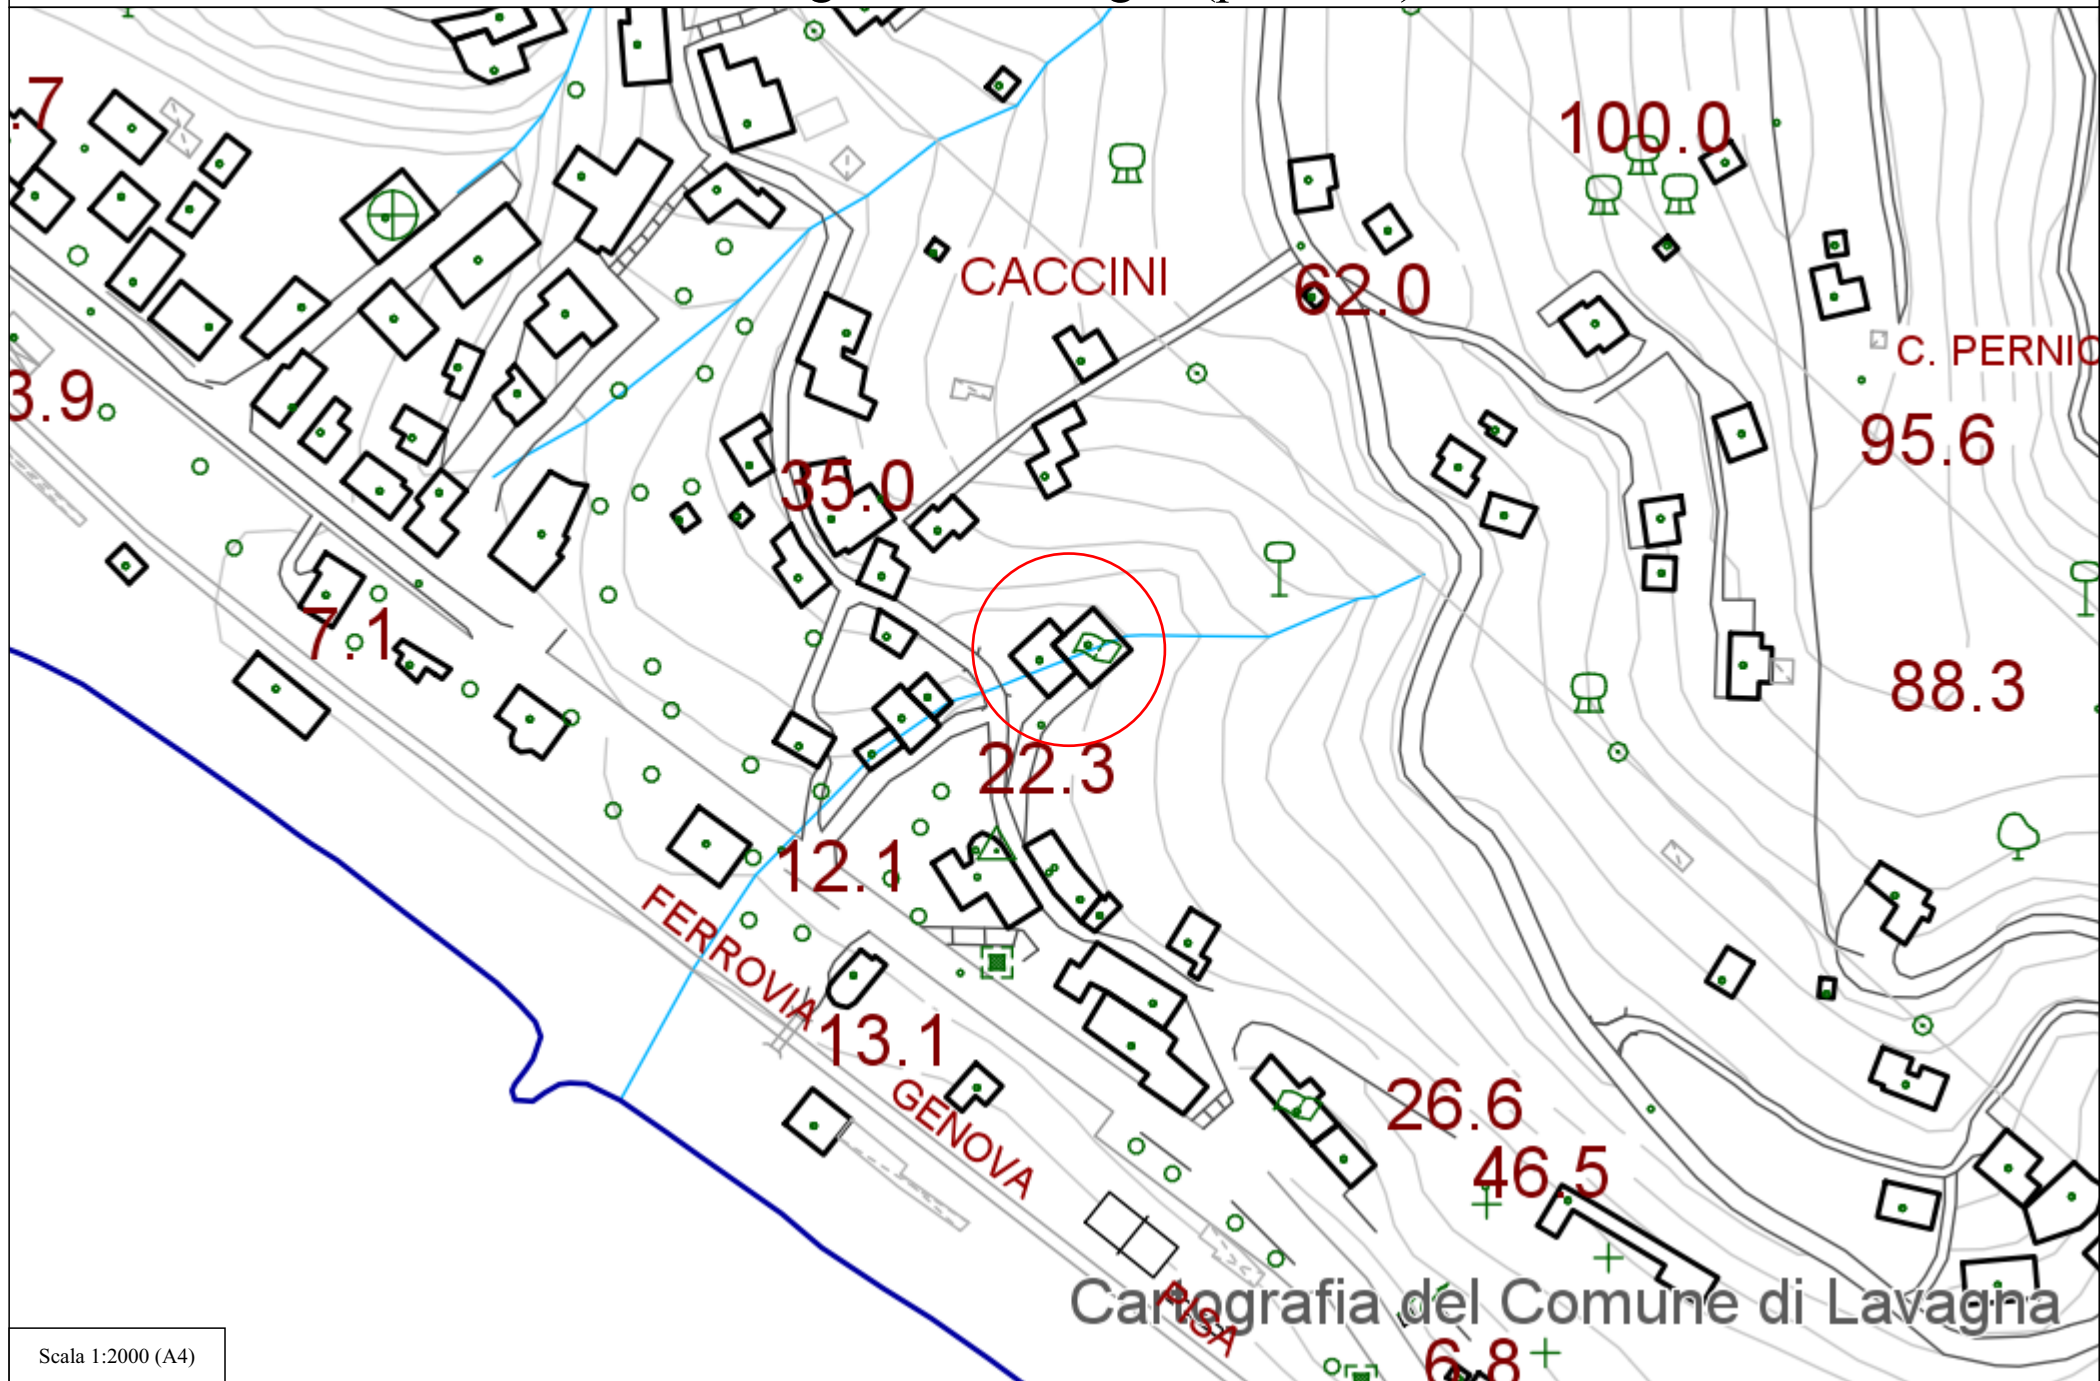 100.0
.7
CACCINI
62.0
C. PERNIC
3.9
95.6
35.0
7.1
88.3
22.3
12.1
FERROVIA
13.1
GENOVA
26.6
46.5
PISA
Cartografia del Comune di Lavagna
6.8
Scala 1:2000 (A4)